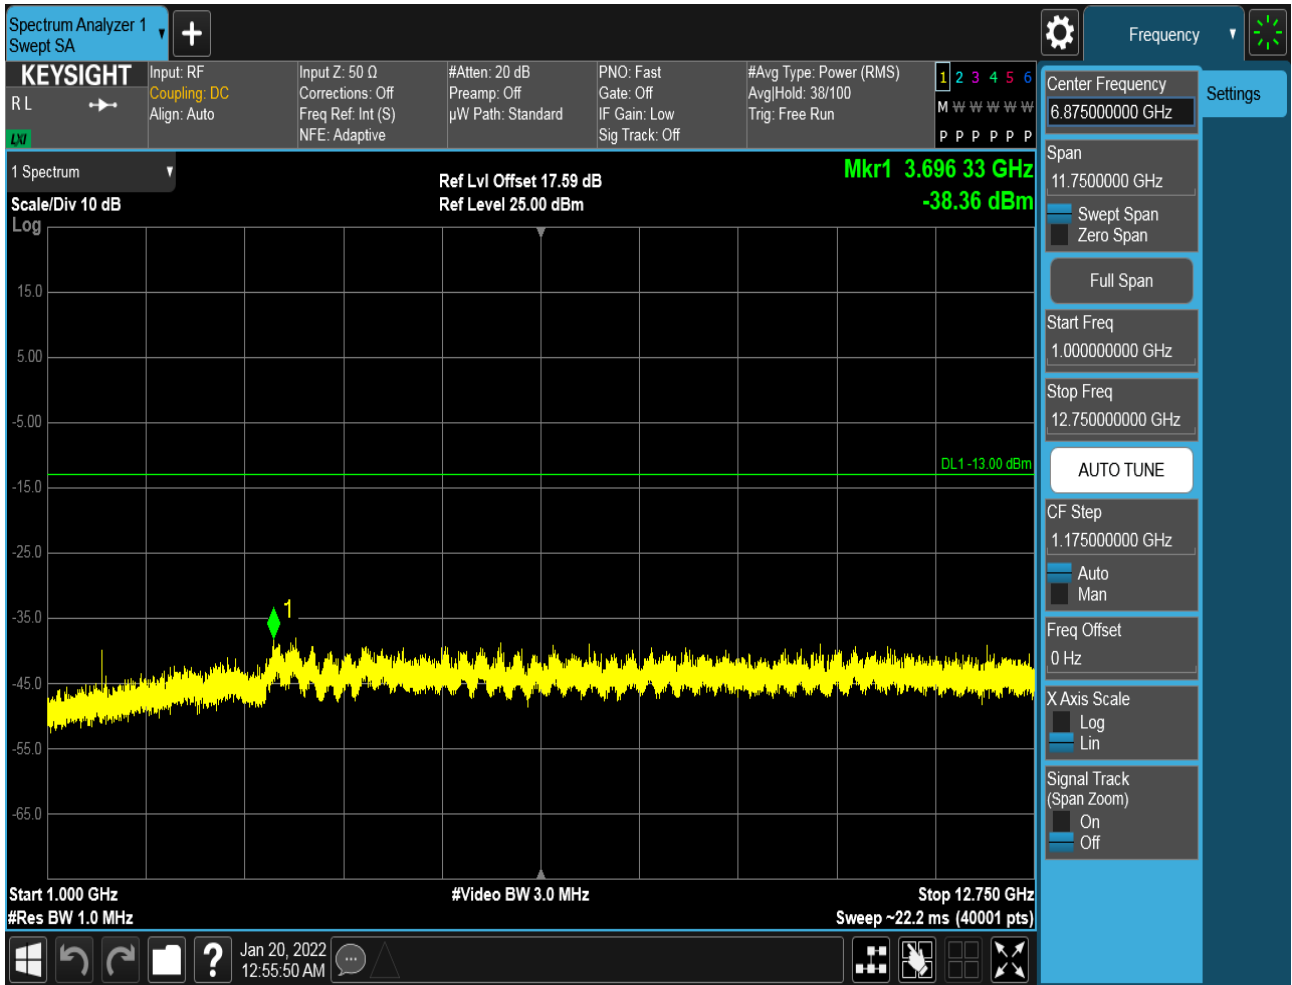 Spectrum Analyzer 1
Swept SA
Frequency
KEYSIGHT
R L
LXI
Input: RF
Coupling: DC
Align: Auto
Input Z: 50 Ω
Corrections: Off
Freq Ref: Int (S)
NFE: Adaptive
#Atten: 20 dB
Preamp: Off
µW Path: Standard
PNO: Fast
Gate: Off
IF Gain: Low
Sig Track: Off
#Avg Type: Power (RMS)
Avg|Hold: 38/100
Trig: Free Run
1 2 3 4 5 6
M W W W W W
P P P P P P
1 Spectrum
Scale/Div 10 dB
Log
Ref Lvl Offset 17.59 dB
Ref Level 25.00 dBm
Mkr1 3.696 33 GHz
-38.36 dBm
15.0
5.00
-5.00
DL1 -13.00 dBm
-15.0
-25.0
-35.0
1
-45.0
-55.0
-65.0
Start 1.000 GHz
#Res BW 1.0 MHz
#Video BW 3.0 MHz
Stop 12.750 GHz
Sweep ~22.2 ms (40001 pts)
?
Jan 20, 2022
12:55:50 AM
Center Frequency
6.875000000 GHz
Settings
Span
11.7500000 GHz
Swept Span
Zero Span
Full Span
Start Freq
1.000000000 GHz
Stop Freq
12.750000000 GHz
AUTO TUNE
CF Step
1.175000000 GHz
Auto
Man
Freq Offset
0 Hz
X Axis Scale
Log
Lin
Signal Track
(Span Zoom)
On
Off